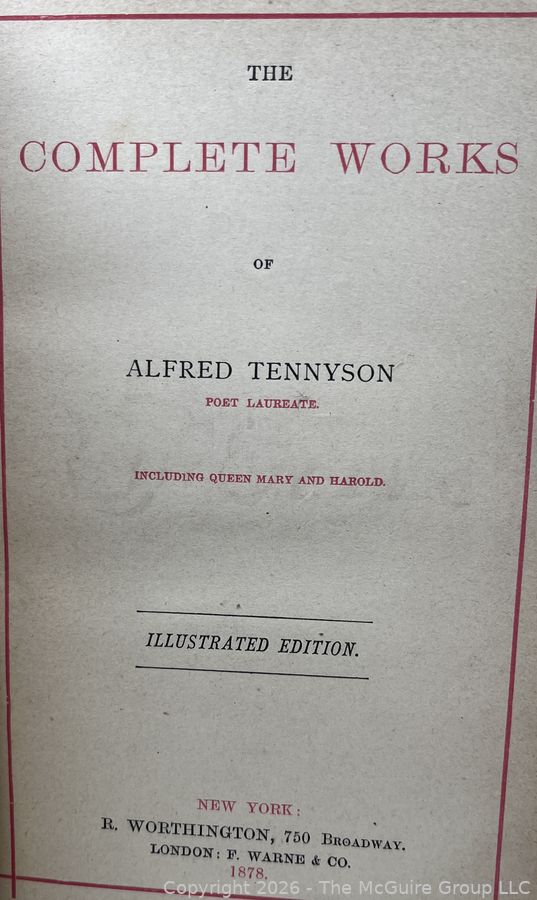 THE
COMPLETE WORKS
OF
ALFRED TENNYSON
POET LAUREATE.
INCLUDING QUEEN MARY AND HAROLD.
ILLUSTRATED EDITION.
NEW YORK:
R. WORTHINGTON, 750 BROADWAY.
LONDON: F. WARNE & CO.
1878.
Copyright 2026 - The McGuire Group LLC